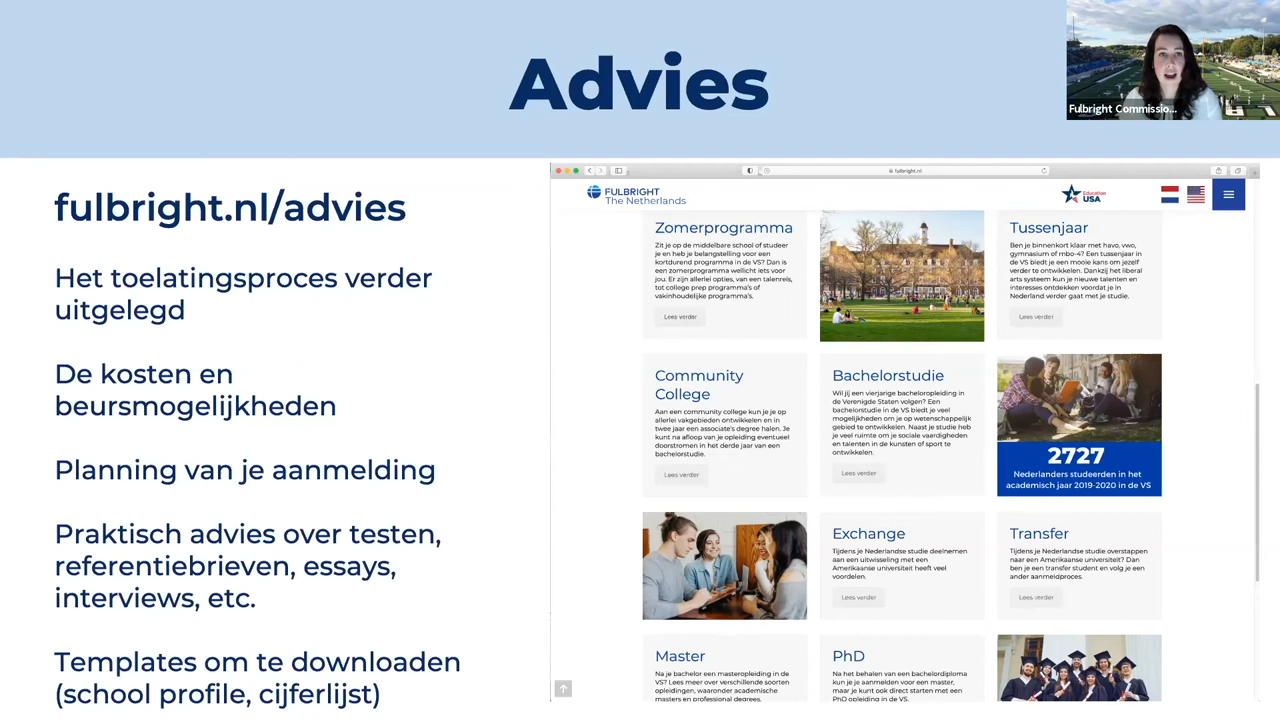 Advies
Fulbright Commissio...
fulbright.nl/advies
Het toelatingsproces verder
uitgelegd
De kosten en
beursmogelijkheden
Planning van je aanmelding
Praktisch advies over testen,
referentiebrieven, essays,
interviews, etc.
Templates om te downloaden
(school profile, cijferlijst)
fulbright.nl
FULBRIGHT
The Netherlands
Education
USA
Zomerprogramma
Zit je op de middelbare school of studeer
je en heb je belangstelling voor een
kortdurend programma in de VS? Dan is
een zomerprogramma wellicht iets voor
jou. Er zijn allerlei opties, van een talenreis,
tot college prep programma's of
vakinhoudelijke programma's.
Lees verder
Tussenjaar
Ben je binnenkort klaar met havo, vwo,
gymnasium of mbo-4? Een tussenjaar
in de VS biedt je een mooie kans om jezelf
verder te ontwikkelen. Dankzij het liberal
arts systeem kun je nieuwe talenten en
interesses ontdekken voordat je in
Nederland verder gaat met je studie.
Lees verder
Community
College
Aan een community college kun je je op
allerlei vakgebieden ontwikkelen en in
twee jaar een associate's degree halen. Je
kunt na afloop van je opleiding eventueel
doorstromen in het derde jaar van een
bachelorstudie.
Lees verder
Bachelorstudie
Wil jij een vierjarige bacheloropleiding in
de Verenigde Staten volgen? Een
bachelorstudie in de VS biedt je veel
mogelijkheden om je op wetenschappelijk
gebied te ontwikkelen. Naast je studie heb
je veel ruimte om je sociale vaardigheden
en talenten in de kunsten of sport te
ontwikkelen.
Lees verder
2727
Nederlanders studeerden in het
academisch jaar 2019-2020 in de VS
Exchange
Tijdens je Nederlandse studie deelnemen
aan een uitwisseling met een
Amerikaanse universiteit heeft veel
voordelen.
Lees verder
Transfer
Tijdens je Nederlandse studie overstappen
naar een Amerikaanse universiteit? Dan
ben je een transfer student en volg je een
ander aanmeldproces.
Lees verder
Master
Na je bachelor een masteropleiding in de
VS? Lees meer over verschillende soorten
opleidingen, waaronder academische
masters en professional degrees.
PhD
Na het behalen van een bachelordiploma
kun je je aanmelden voor een master,
maar je kunt ook direct starten met een
PhD opleiding in de VS.